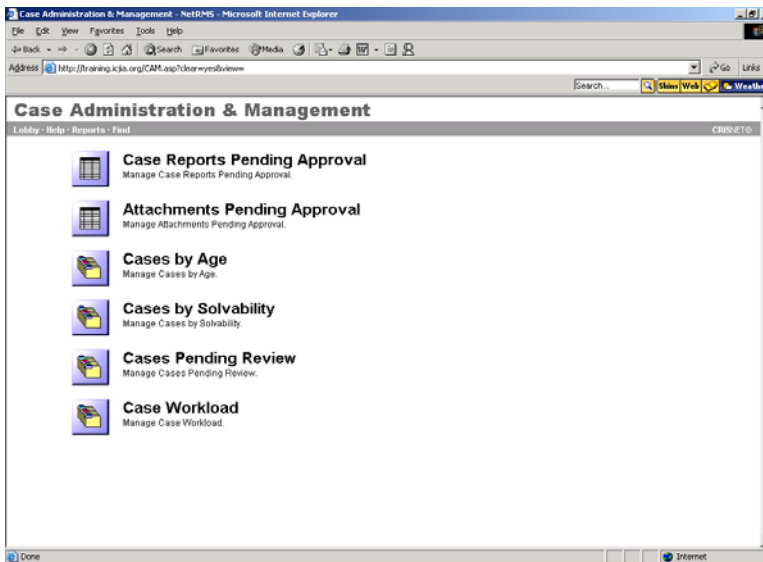 Case Administration & Management - NetRMS - Microsoft Internet Explorer
File Edit View Favorites Tools Help
Back Search Favorites Media
Address http://training.icjia.org/CAM.asp?clear=yes&view= Go Links
Search... Skins Web Weathe
Case Administration & Management
Lobby · Help · Reports · Find CRISNET®
Case Reports Pending Approval
Manage Case Reports Pending Approval.
Attachments Pending Approval
Manage Attachments Pending Approval.
Cases by Age
Manage Cases by Age.
Cases by Solvability
Manage Cases by Solvability.
Cases Pending Review
Manage Cases Pending Review.
Case Workload
Manage Case Workload.
Done Internet